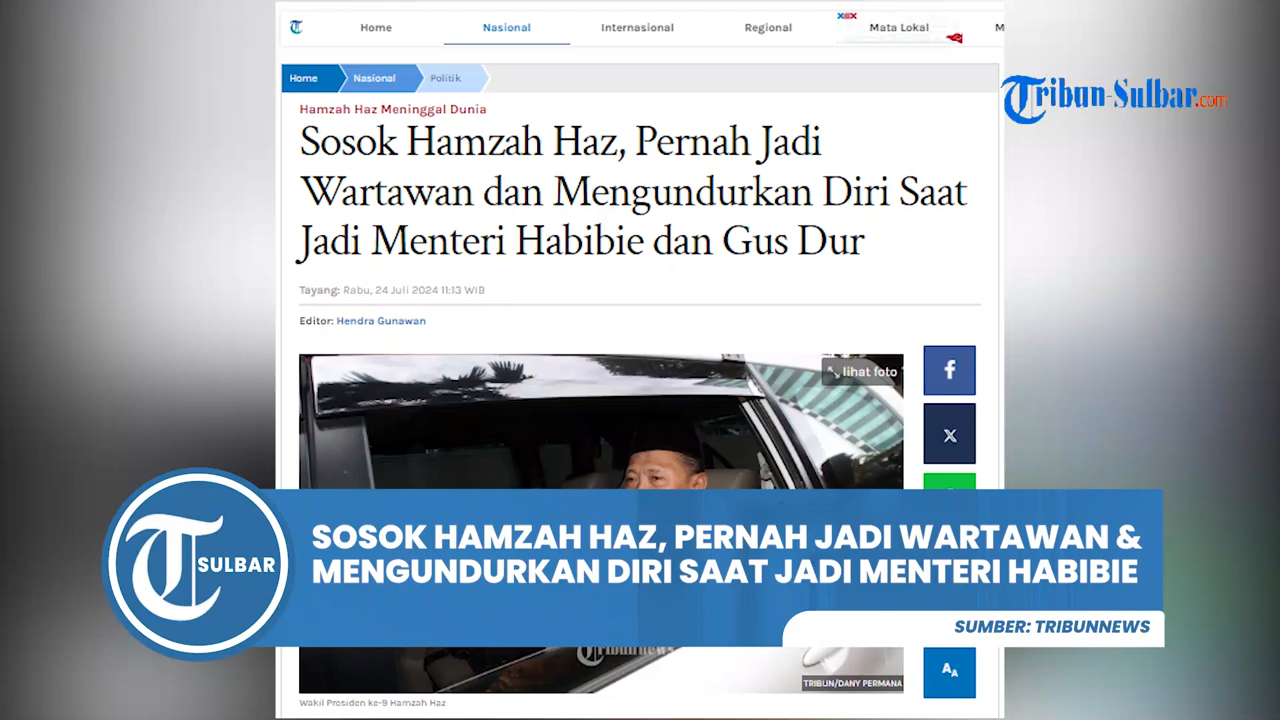 Home
Nasional
Internasional
Regional
Mata Lokal
M
Home
Nasional
Politik
Tribun-Sulbar.com
Hamzah Haz Meninggal Dunia
Sosok Hamzah Haz, Pernah Jadi
Wartawan dan Mengundurkan Diri Saat
Jadi Menteri Habibie dan Gus Dur
Tayang: Rabu, 24 Juli 2024 11:13 WIB
Editor: Hendra Gunawan
lihat foto
SULBAR
SOSOK HAMZAH HAZ, PERNAH JADI WARTAWAN &
MENGUNDURKAN DIRI SAAT JADI MENTERI HABIBIE
SUMBER: TRIBUNNEWS
Tribunnews
TRIBUN/DANY PERMANA
AA
Wakil Presiden ke-9 Hamzah Haz